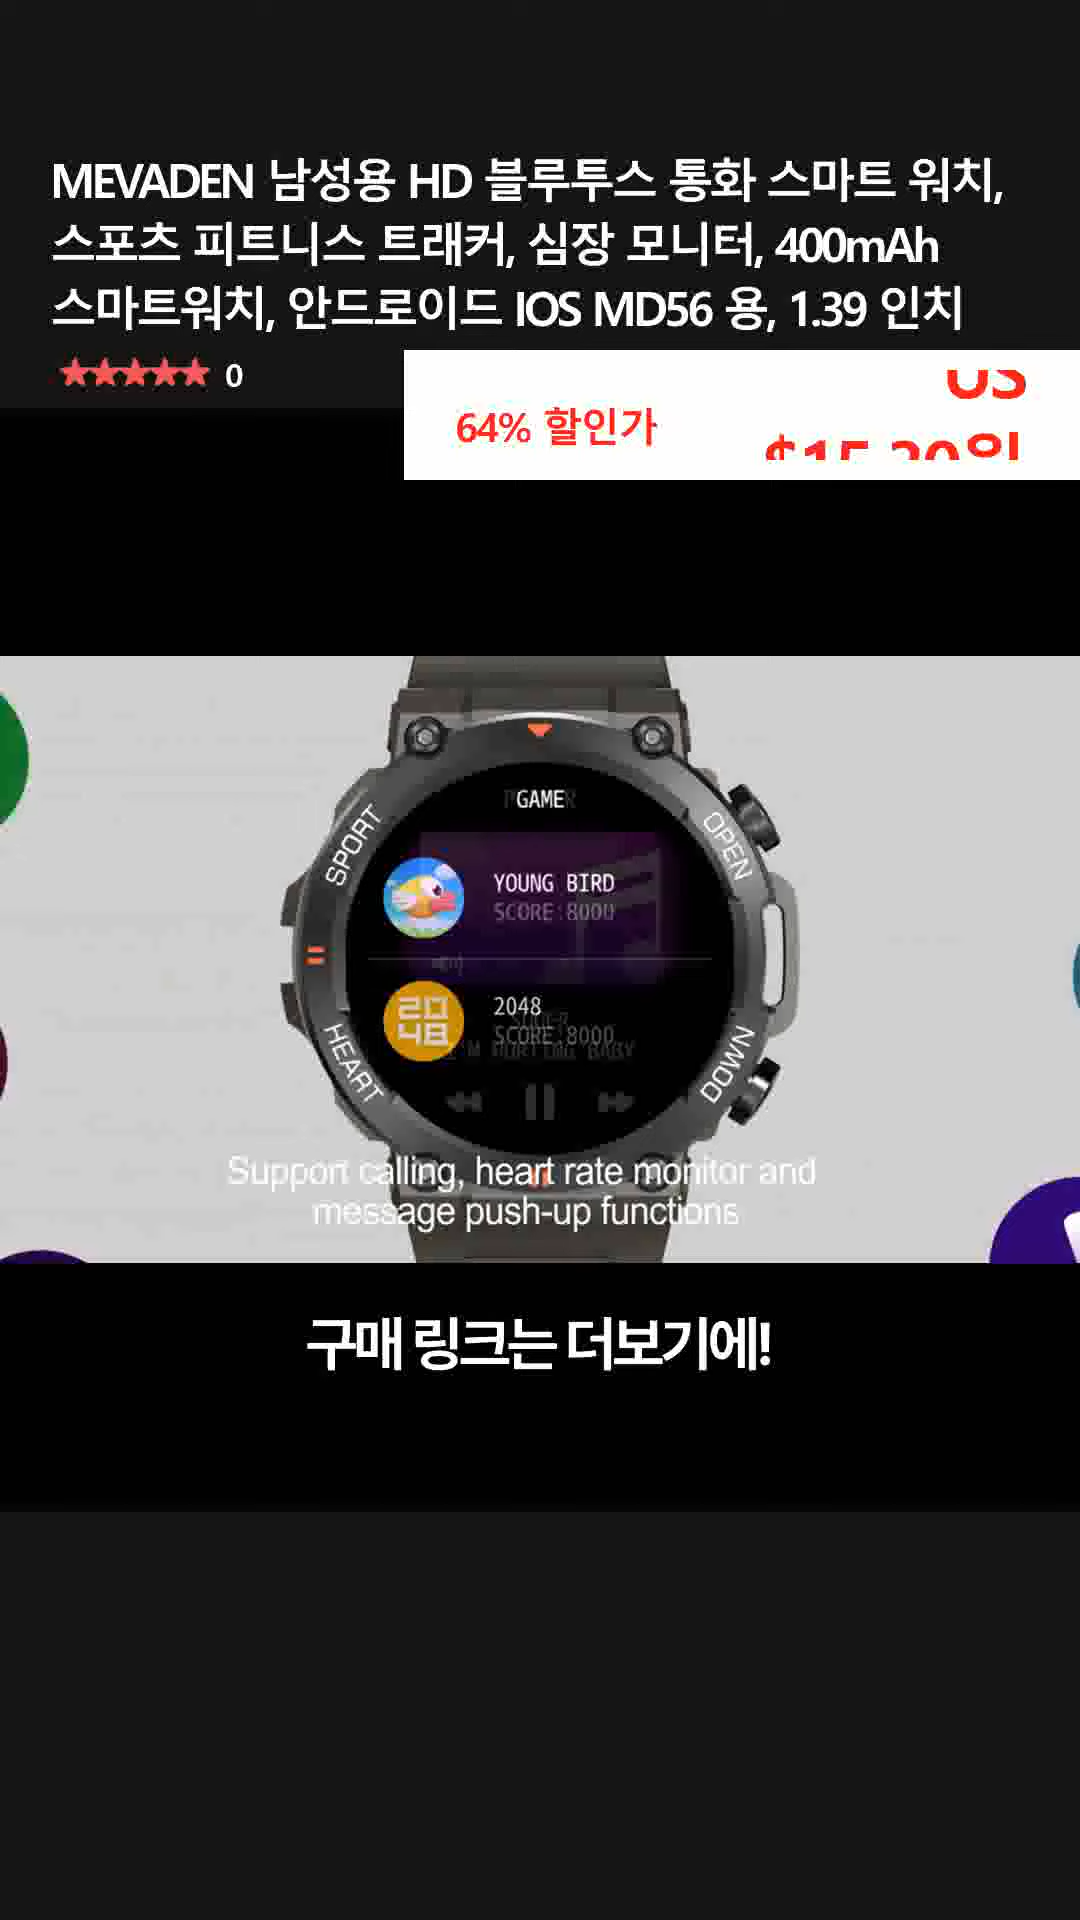 MEVADEN 남성용 HD 블루투스 통화 스마트 워치,
스포츠 피트니스 트래커, 심장 모니터, 400mAh
스마트워치, 안드로이드 IOS MD56 용, 1.39 인치
0
US
64% 할인가
GAME
SPORT
OPEN
YOUNG BIRD
SCORE:8000
2048
2048
SCORE:8000
HEART
DOWN
Support calling, heart rate monitor and
message push-up functions
구매 링크는 더보기에!